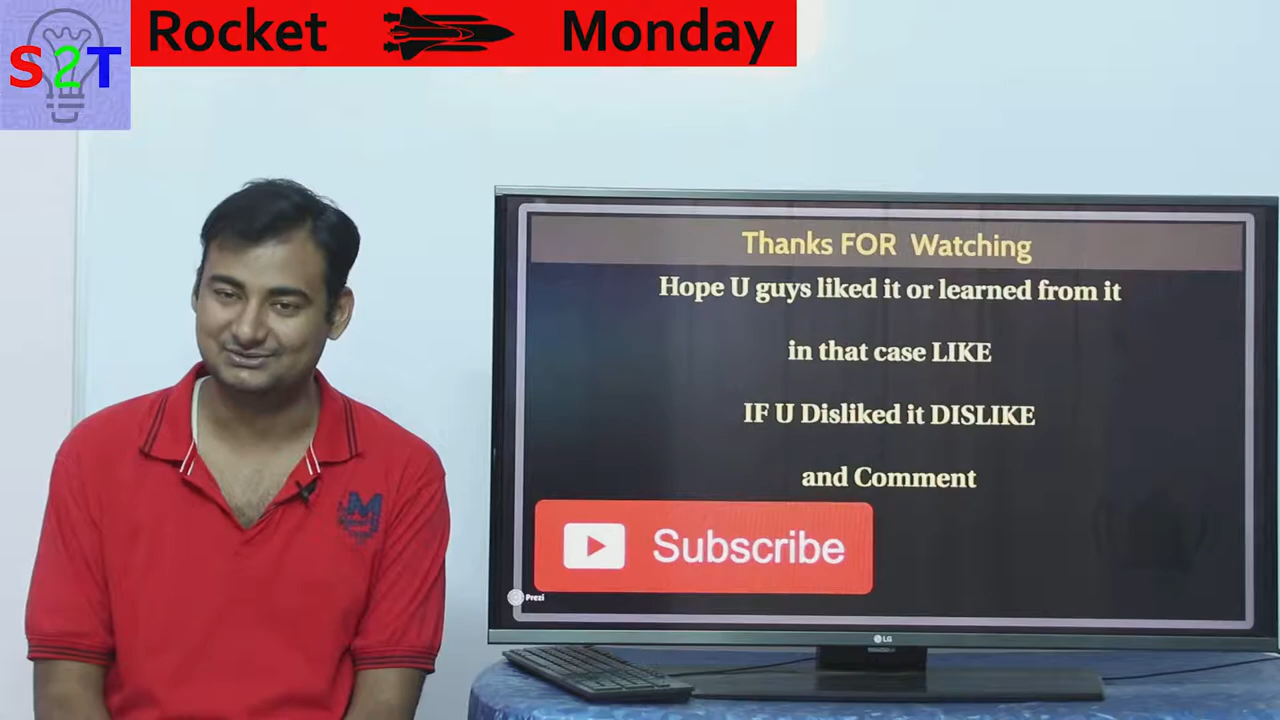 Rocket Monday
S2T
Thanks FOR Watching
Hope U guys liked it or learned from it
in that case LIKE
IF U Disliked it DISLIKE
and Comment
Subscribe
Prezi
LG
M